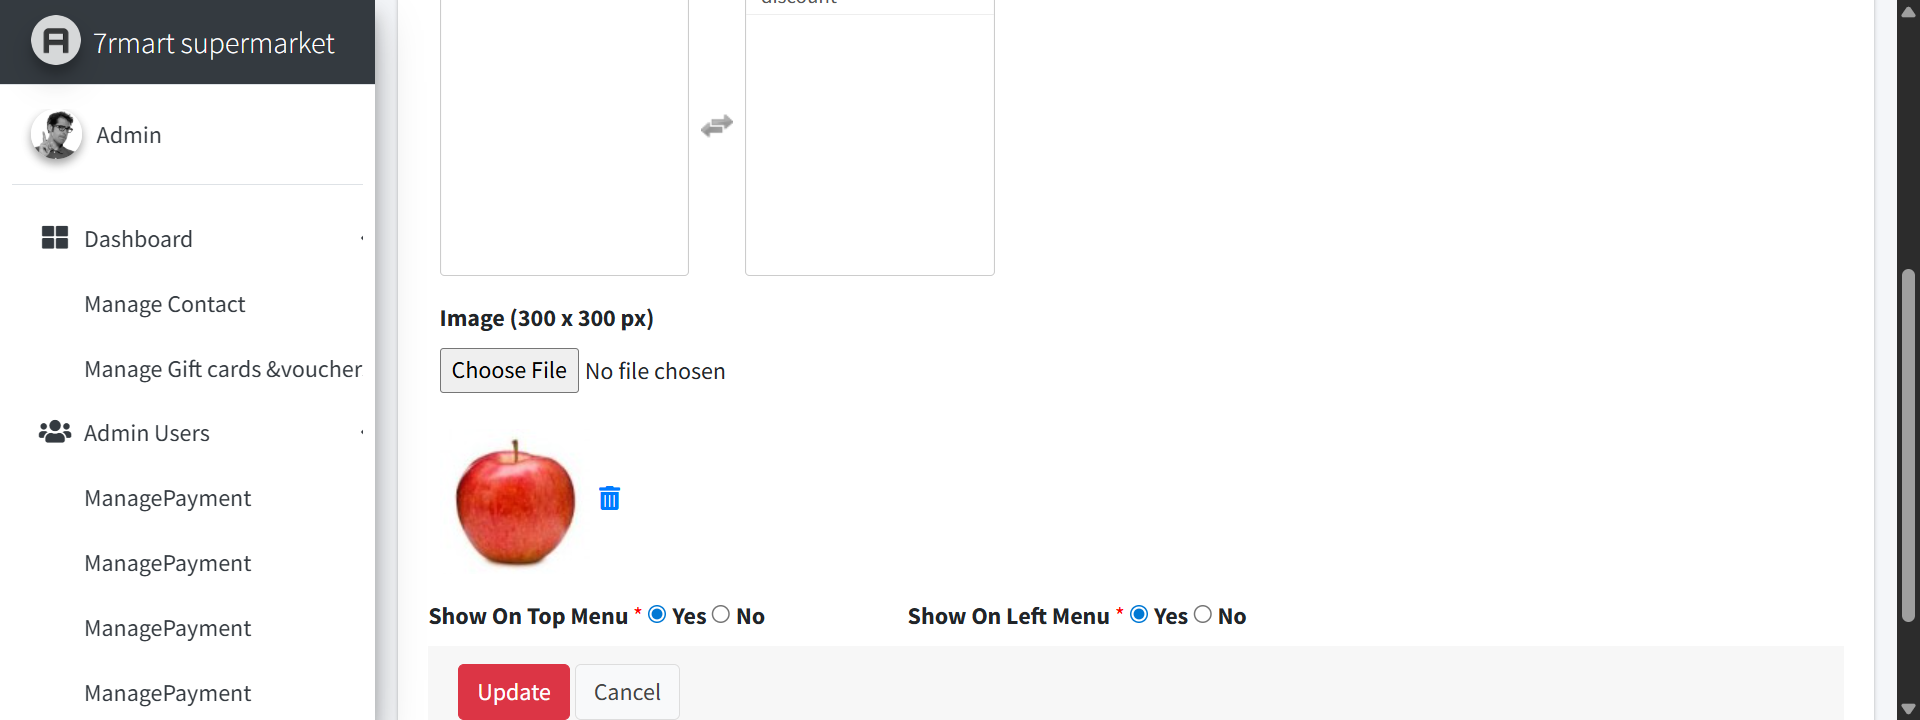 7rmart supermarket
Admin
Dashboard
Manage Contact
Manage Gift cards &voucher
Admin Users
ManagePayment
ManagePayment
ManagePayment
ManagePayment
discount
Image (300 x 300 px)
Choose File No file chosen
Show On Top Menu * Yes No Show On Left Menu * Yes No
Update Cancel